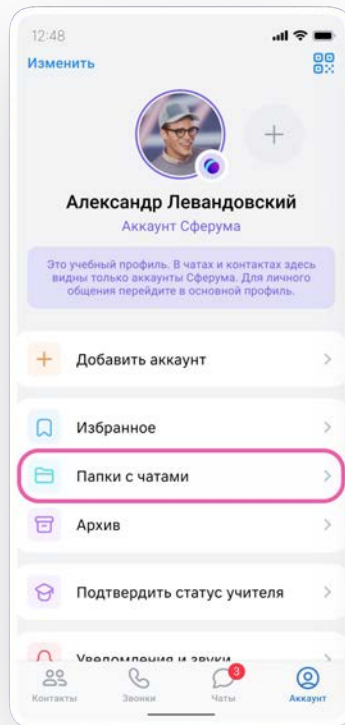 12:48
Изменить
Александр Левандовский
Аккаунт Сферума
Это учебный профиль. В чатах и контактах здесь
видны только аккаунты Сферума. Для личного
общения перейдите в основной профиль.
Добавить аккаунт
Избранное
Папки с чатами
Архив
Подтвердить статус учителя
Уведомления и звуки
3
Контакты Звонки Чаты Аккаунт